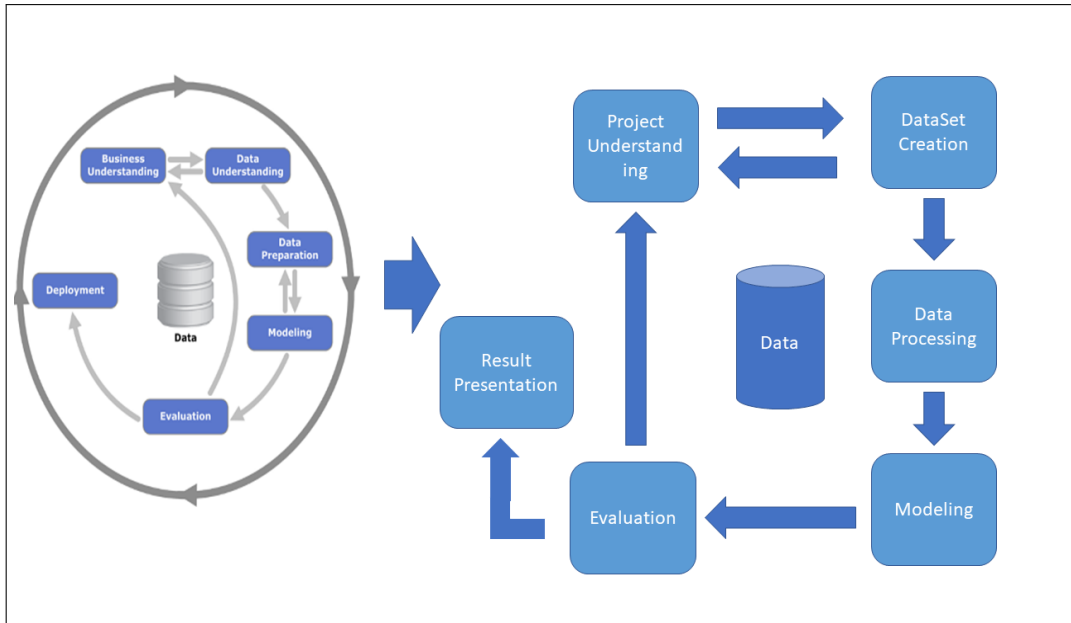 Business
Understanding
Data
Understanding
Data
Preparation
Modeling
Evaluation
Deployment
Data
Project
Understand
ing
DataSet
Creation
Data
Processing
Modeling
Evaluation
Result
Presentation
Data